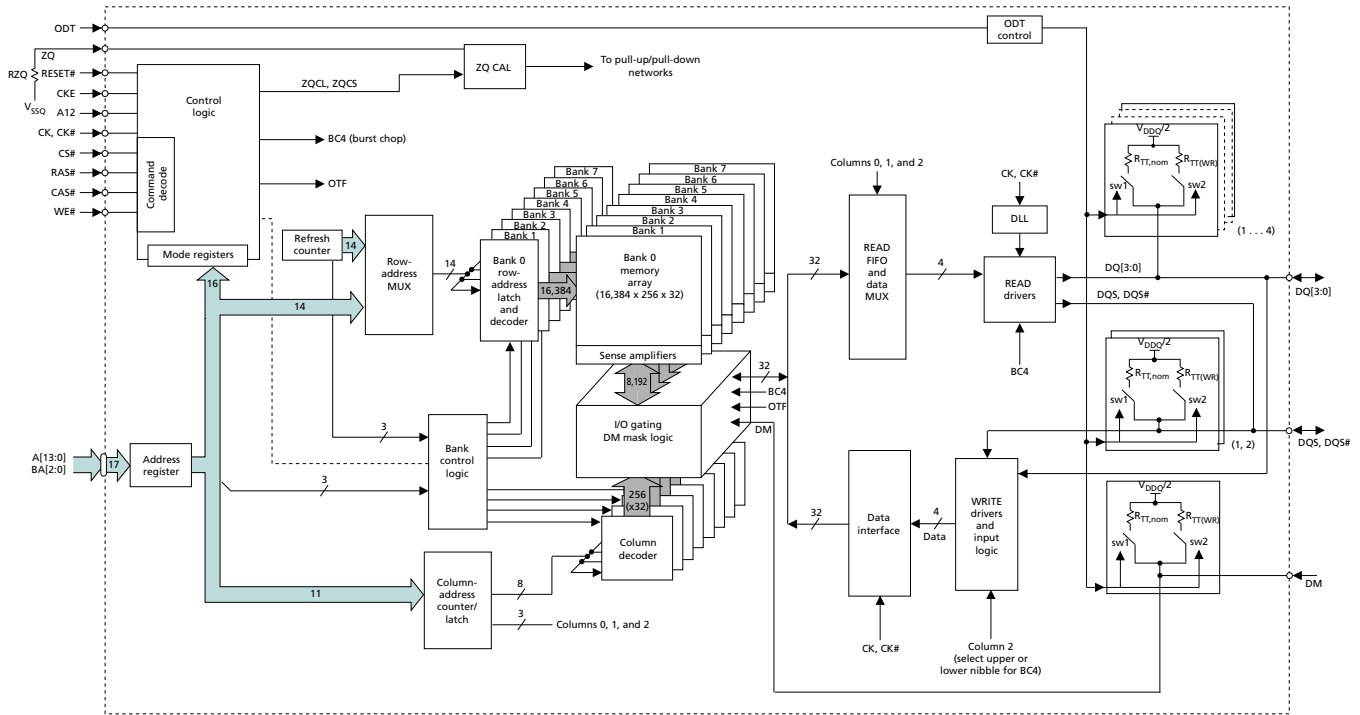 ODT
ODT
control
ZQ
RZQ
RESET#
CKE
VSSQ
A12
CK, CK#
CS#
RAS#
CAS#
WE#
Control
logic
Command
decode
Mode registers
ZQCL, ZQCS
ZQ CAL
To pull-up/pull-down
networks
BC4 (burst chop)
OTF
Refresh
counter
14
Row-
address
MUX
14
16
14
Bank 7
Bank 6
Bank 5
Bank 4
Bank 3
Bank 2
Bank 1
Bank 0
row-
address
latch
and
decoder
16,384
Bank 7
Bank 6
Bank 5
Bank 4
Bank 3
Bank 2
Bank 1
Bank 0
memory
array
(16,384 x 256 x 32)
Sense amplifiers
8,192
I/O gating
DM mask logic
32
BC4
OTF
DM
256
(x32)
Column
decoder
3
3
Bank
control
logic
A[13:0]
BA[2:0]
17
Address
register
11
Column-
address
counter/
latch
8
3
Columns 0, 1, and 2
Columns 0, 1, and 2
32
READ
FIFO
and
data
MUX
4
CK, CK#
DLL
READ
drivers
BC4
DQ[3:0]
DQS, DQS#
32
Data
interface
CK, CK#
4
Data
WRITE
drivers
and
input
logic
Column 2
(select upper or
lower nibble for BC4)
VDDQ/2
RTT,nom
RTT(WR)
sw1
sw2
(1 . . . 4)
DQ[3:0]
VDDQ/2
RTT,nom
RTT(WR)
sw1
sw2
(1, 2)
DQS, DQS#
VDDQ/2
RTT,nom
RTT(WR)
sw1
sw2
DM